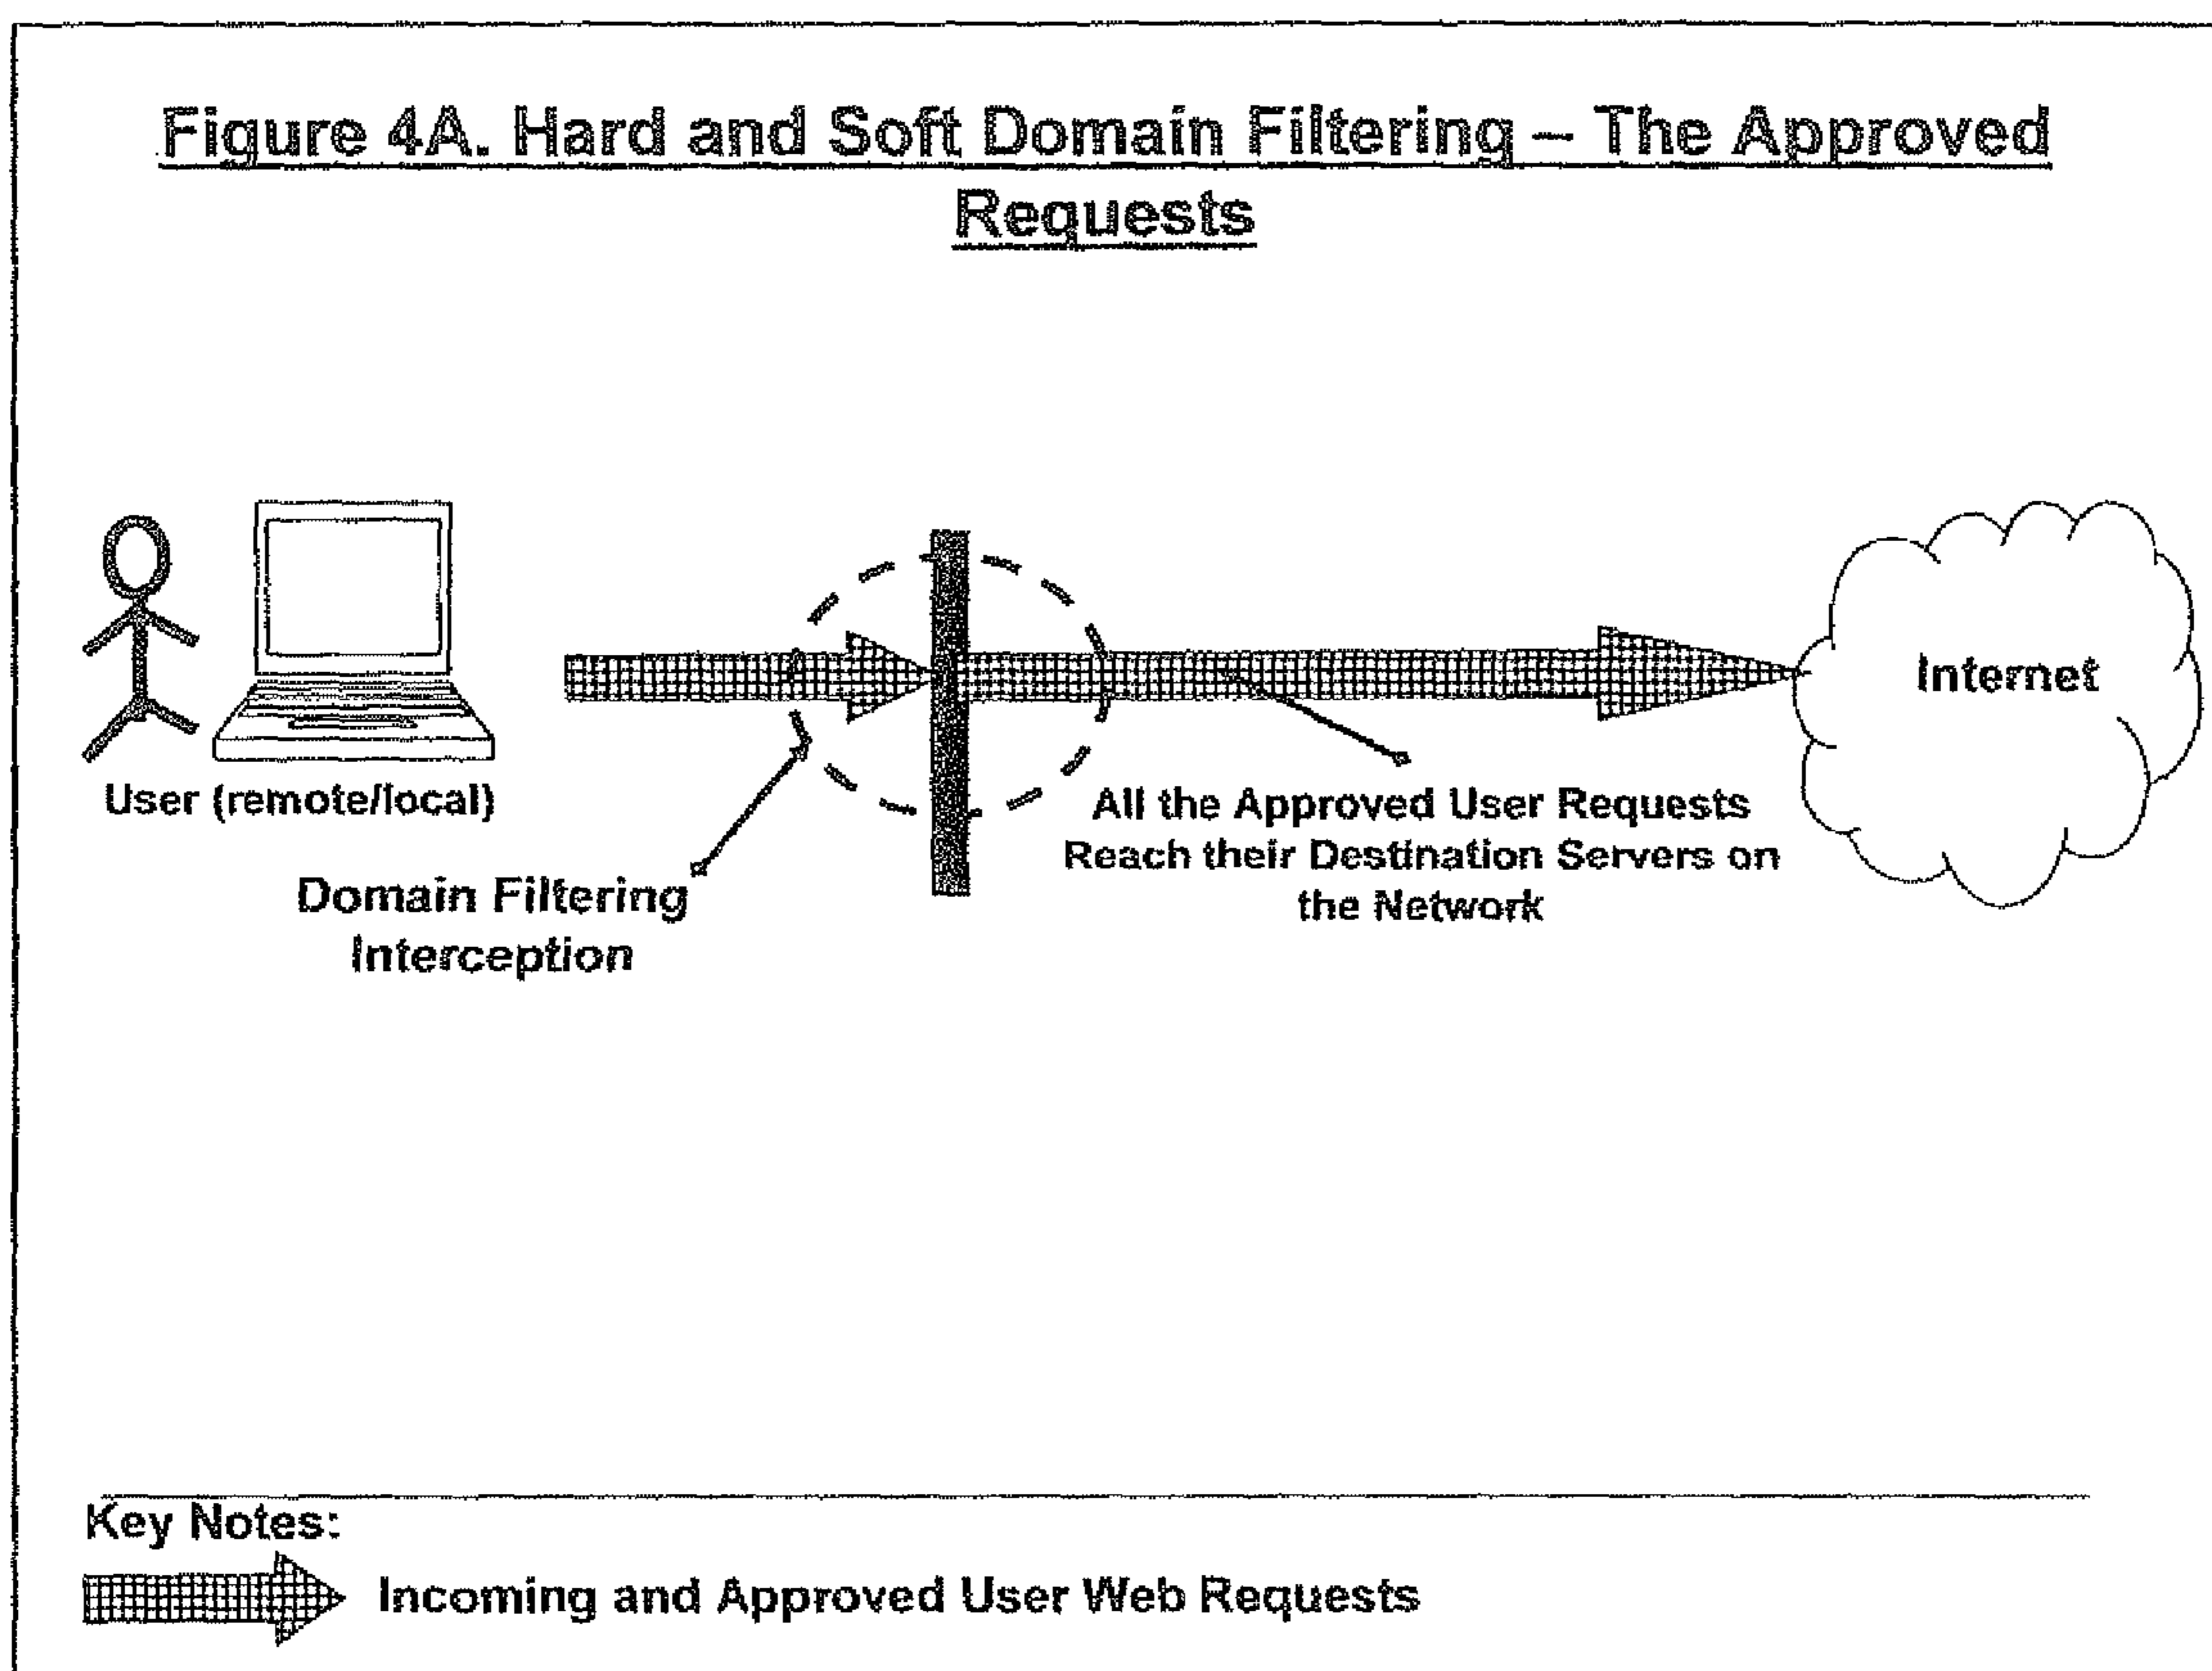 Figure 4A. Hard and Soft Domain Filtering – The Approved
Requests
User (remote/local)
Domain Filtering
Interception
All the Approved User Requests
Reach their Destination Servers on
the Network
Internet
Key Notes:
Incoming and Approved User Web Requests